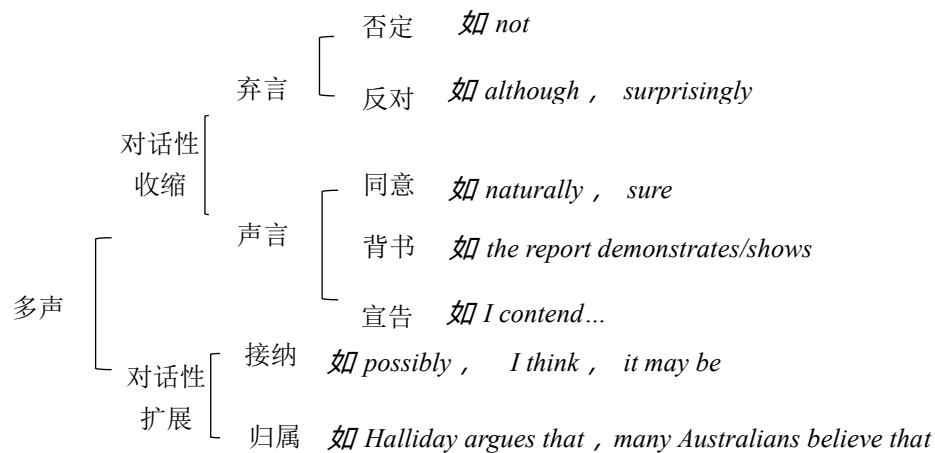 否定 如 not
弃言
反对 如 although， surprisingly
对话性
收缩
同意 如 naturally， sure
声言
背书 如 the report demonstrates/shows
多声
宣告 如 I contend…
接纳 如 possibly， I think， it may be
对话性
扩展
归属 如 Halliday argues that，many Australians believe that